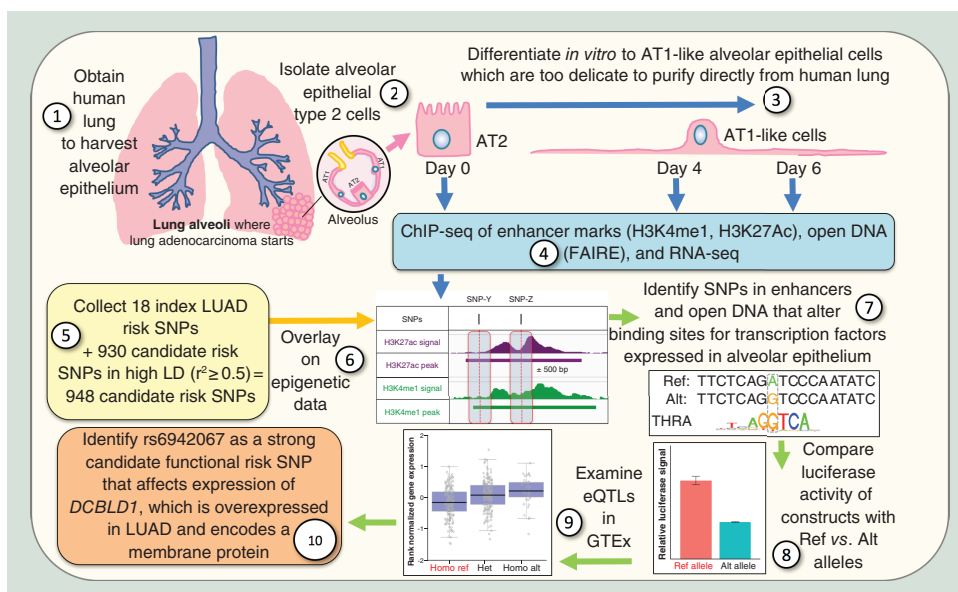 1
Obtain
human
lung
to harvest
alveolar
epithelium
Lung alveoli where
lung adenocarcinoma starts
Isolate alveolar
epithelial
type 2 cells
2
AT1
AT1
AT2
Alveolus
Differentiate in vitro to AT1-like alveolar epithelial cells
which are too delicate to purify directly from human lung
3
AT2
AT1-like cells
Day 0
Day 4
Day 6
ChIP-seq of enhancer marks (H3K4me1, H3K27Ac), open DNA
4
(FAIRE), and RNA-seq
5
Collect 18 index LUAD
risk SNPs
+ 930 candidate risk
SNPs in high LD (r² ≥ 0.5) =
948 candidate risk SNPs
Overlay
on
6
epigenetic
data
SNP-Y SNP-Z
SNPs
H3K27ac signal
H3K27ac peak
± 500 bp
H3K4me1 signal
H3K4me1 peak
Identify SNPs in enhancers
and open DNA that alter
binding sites for transcription factors
expressed in alveolar epithelium
7
Ref: TTCTCAGATCCCAATATC
Alt: TTCTCAGGTCCCAATATC
THRA
AGGTCA
Compare
luciferase
activity of
constructs with
Ref vs. Alt
alleles
8
Relative luciferase signal
Ref allele Alt allele
Examine
eQTLs
in
GTEx
9
Rank normalized gene expression
2
1
0
-1
-2
Homo ref Het Homo alt
Identify rs6942067 as a strong
candidate functional risk SNP
that affects expression of
DCBLD1, which is overexpressed
in LUAD and encodes a
membrane protein
10